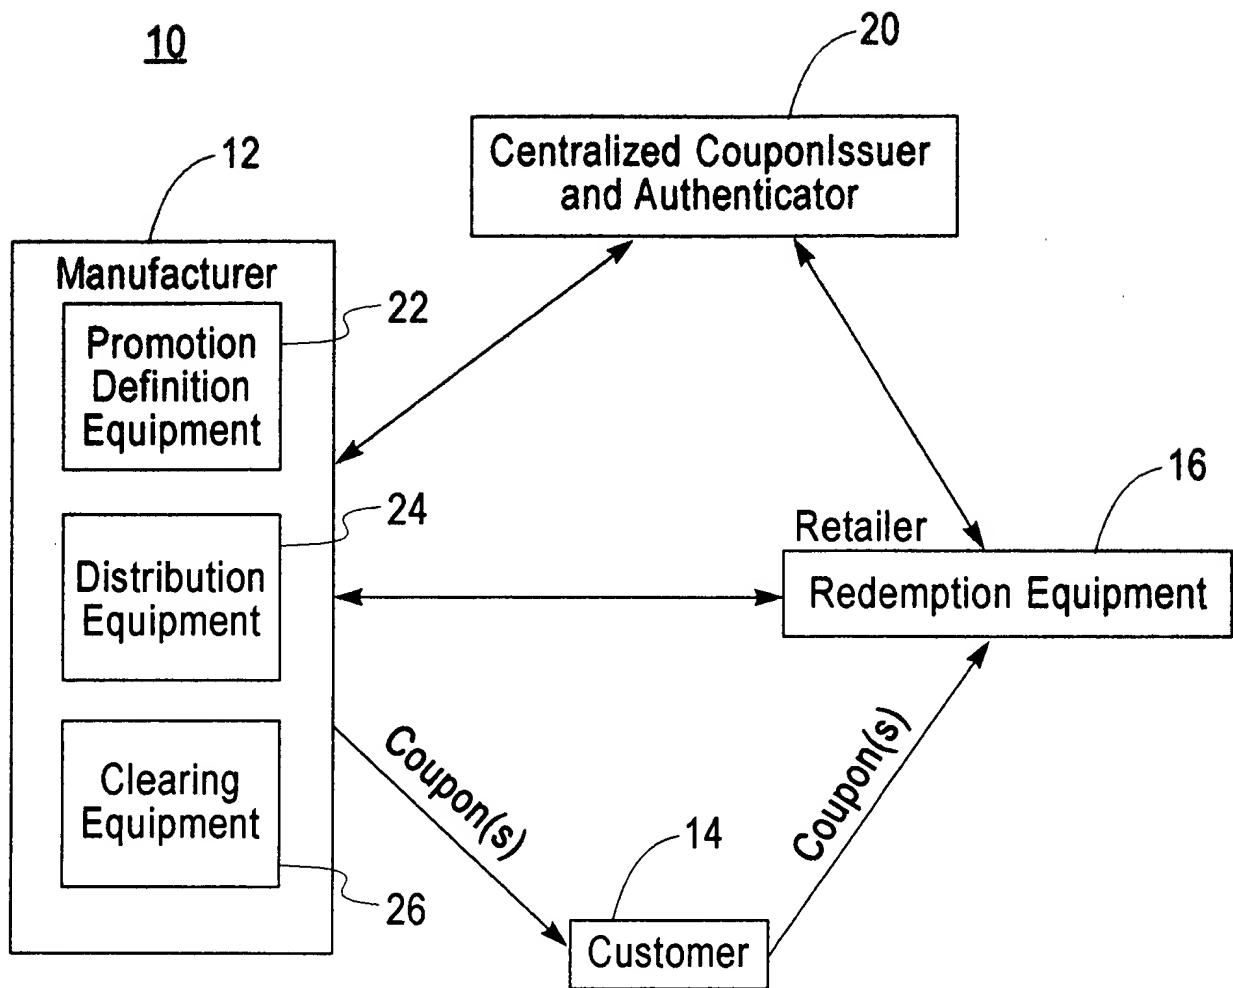 10
20
Centralized CouponIssuer
and Authenticator
12
Manufacturer
22
Promotion
Definition
Equipment
24
Distribution
Equipment
16
Retailer
Redemption Equipment
Clearing
Equipment
26
Coupon(s)
Coupon(s)
14
Customer